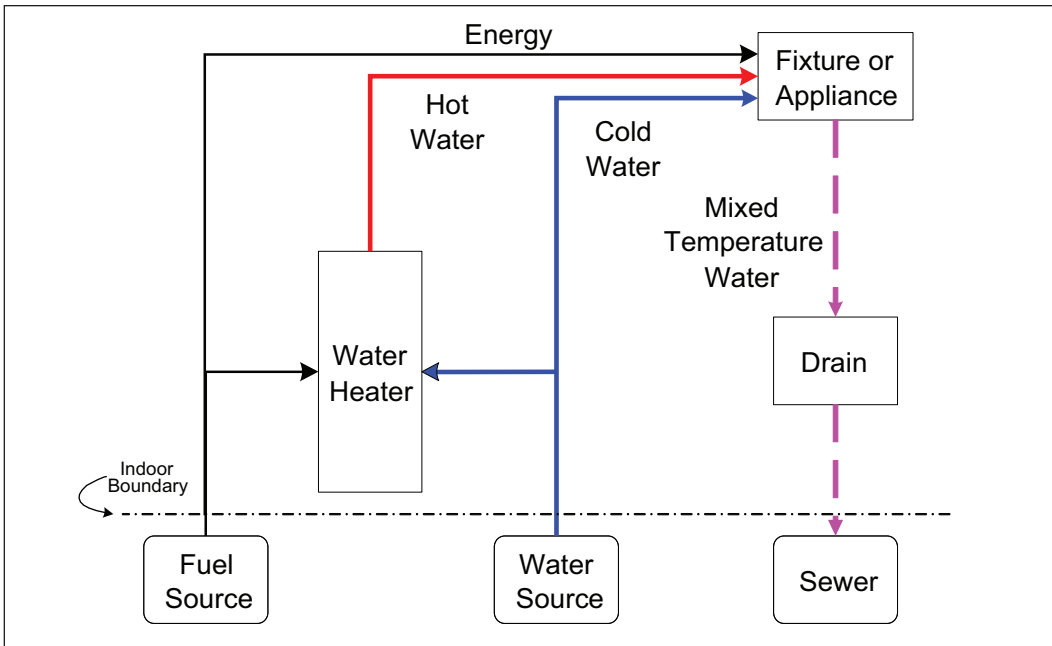 Energy
Fixture or
Appliance
Hot
Water
Cold
Water
Mixed
Temperature
Water
Water
Heater
Drain
Indoor
Boundary
Fuel
Source
Water
Source
Sewer